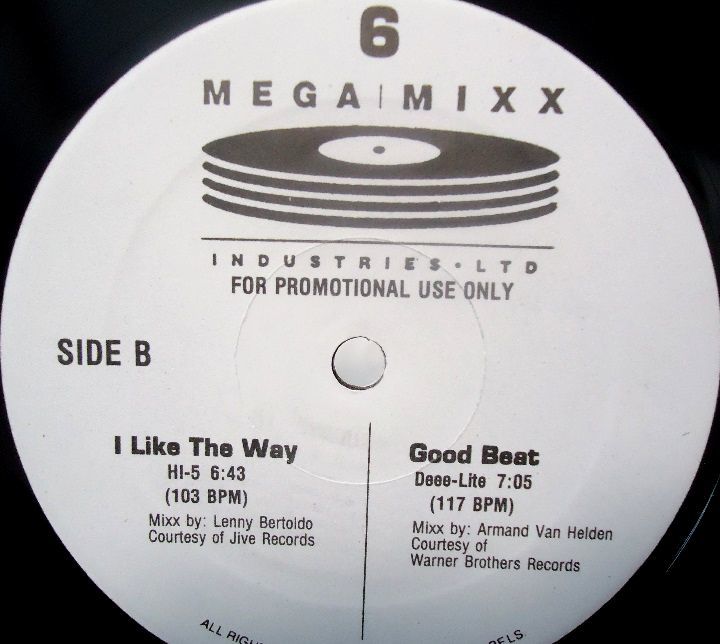 6
MEGA|MIXX
INDUSTRIES·LTD
FOR PROMOTIONAL USE ONLY
SIDE B
I Like The Way
HI-5 6:43
(103 BPM)
Mixx by: Lenny Bertoldo
Courtesy of Jive Records
Good Beat
Deee-Lite 7:05
(117 BPM)
Mixx by: Armand Van Helden
Courtesy of
Warner Brothers Records
ALL